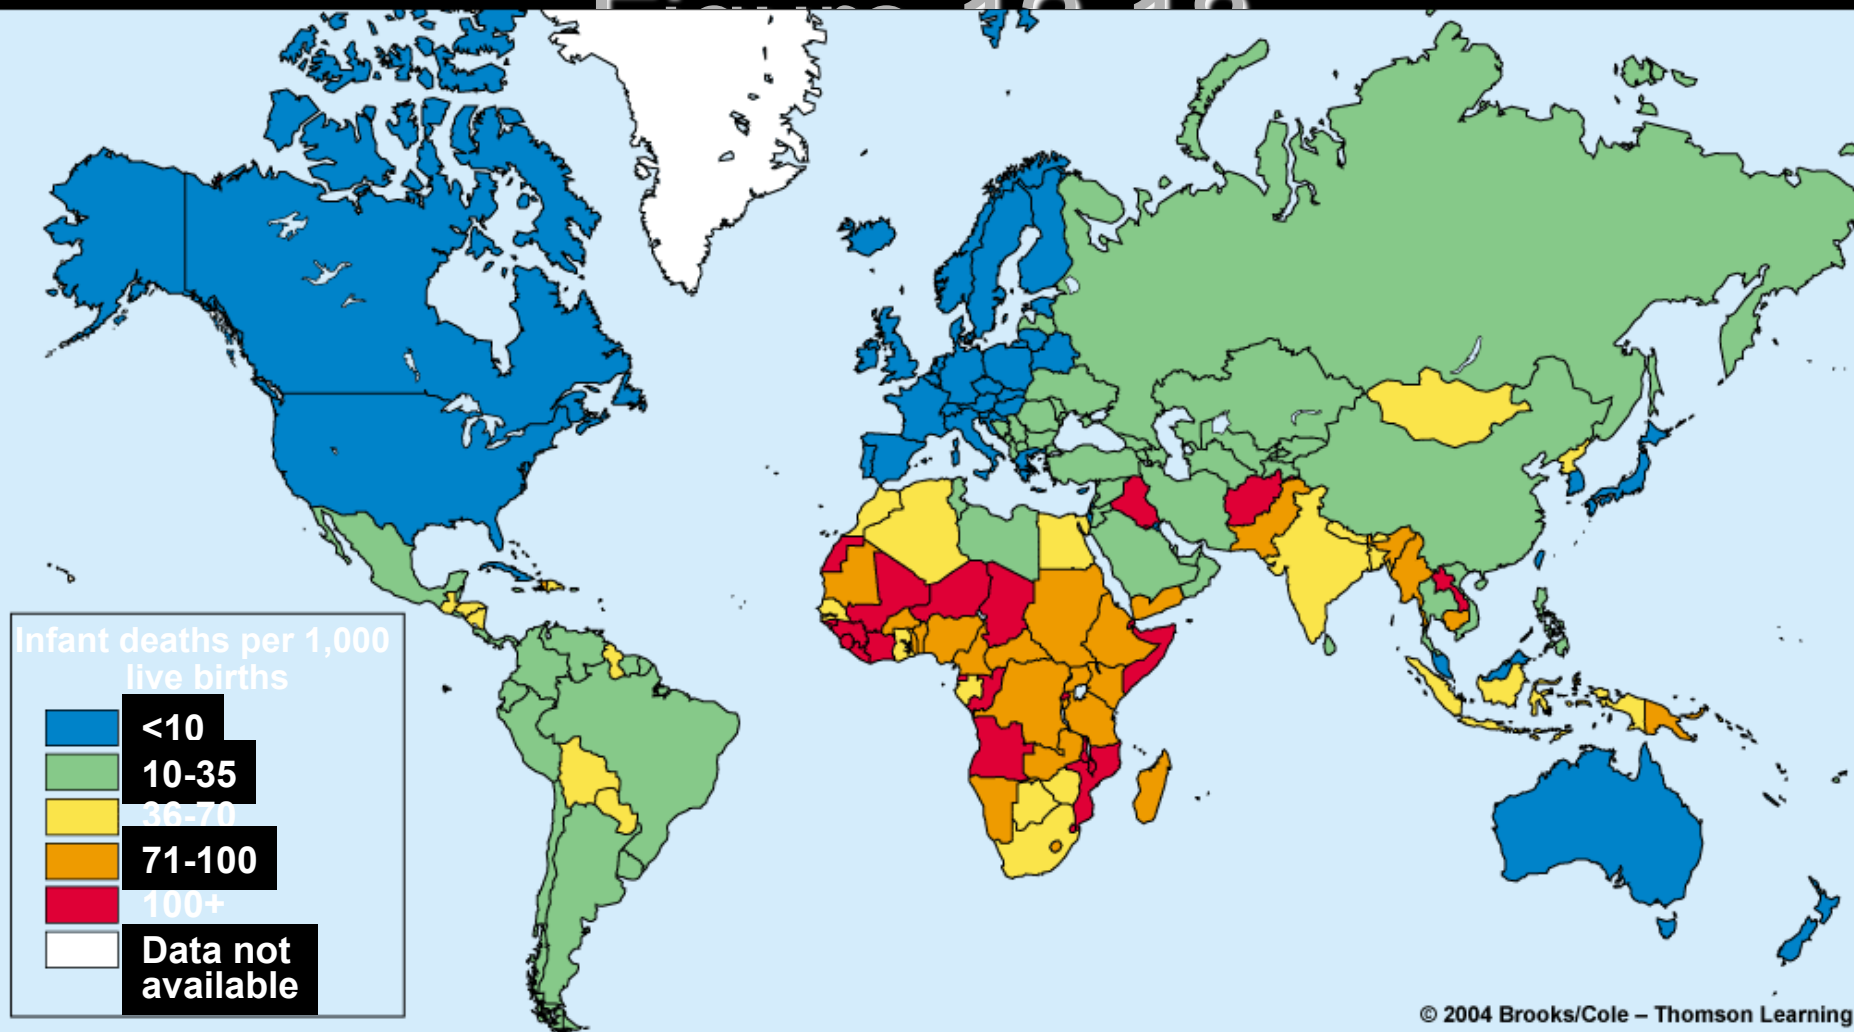 Infant deaths per 1,000
live births
<10
10-35
36-70
71-100
100+
Data not
available
© 2004 Brooks/Cole – Thomson Learning